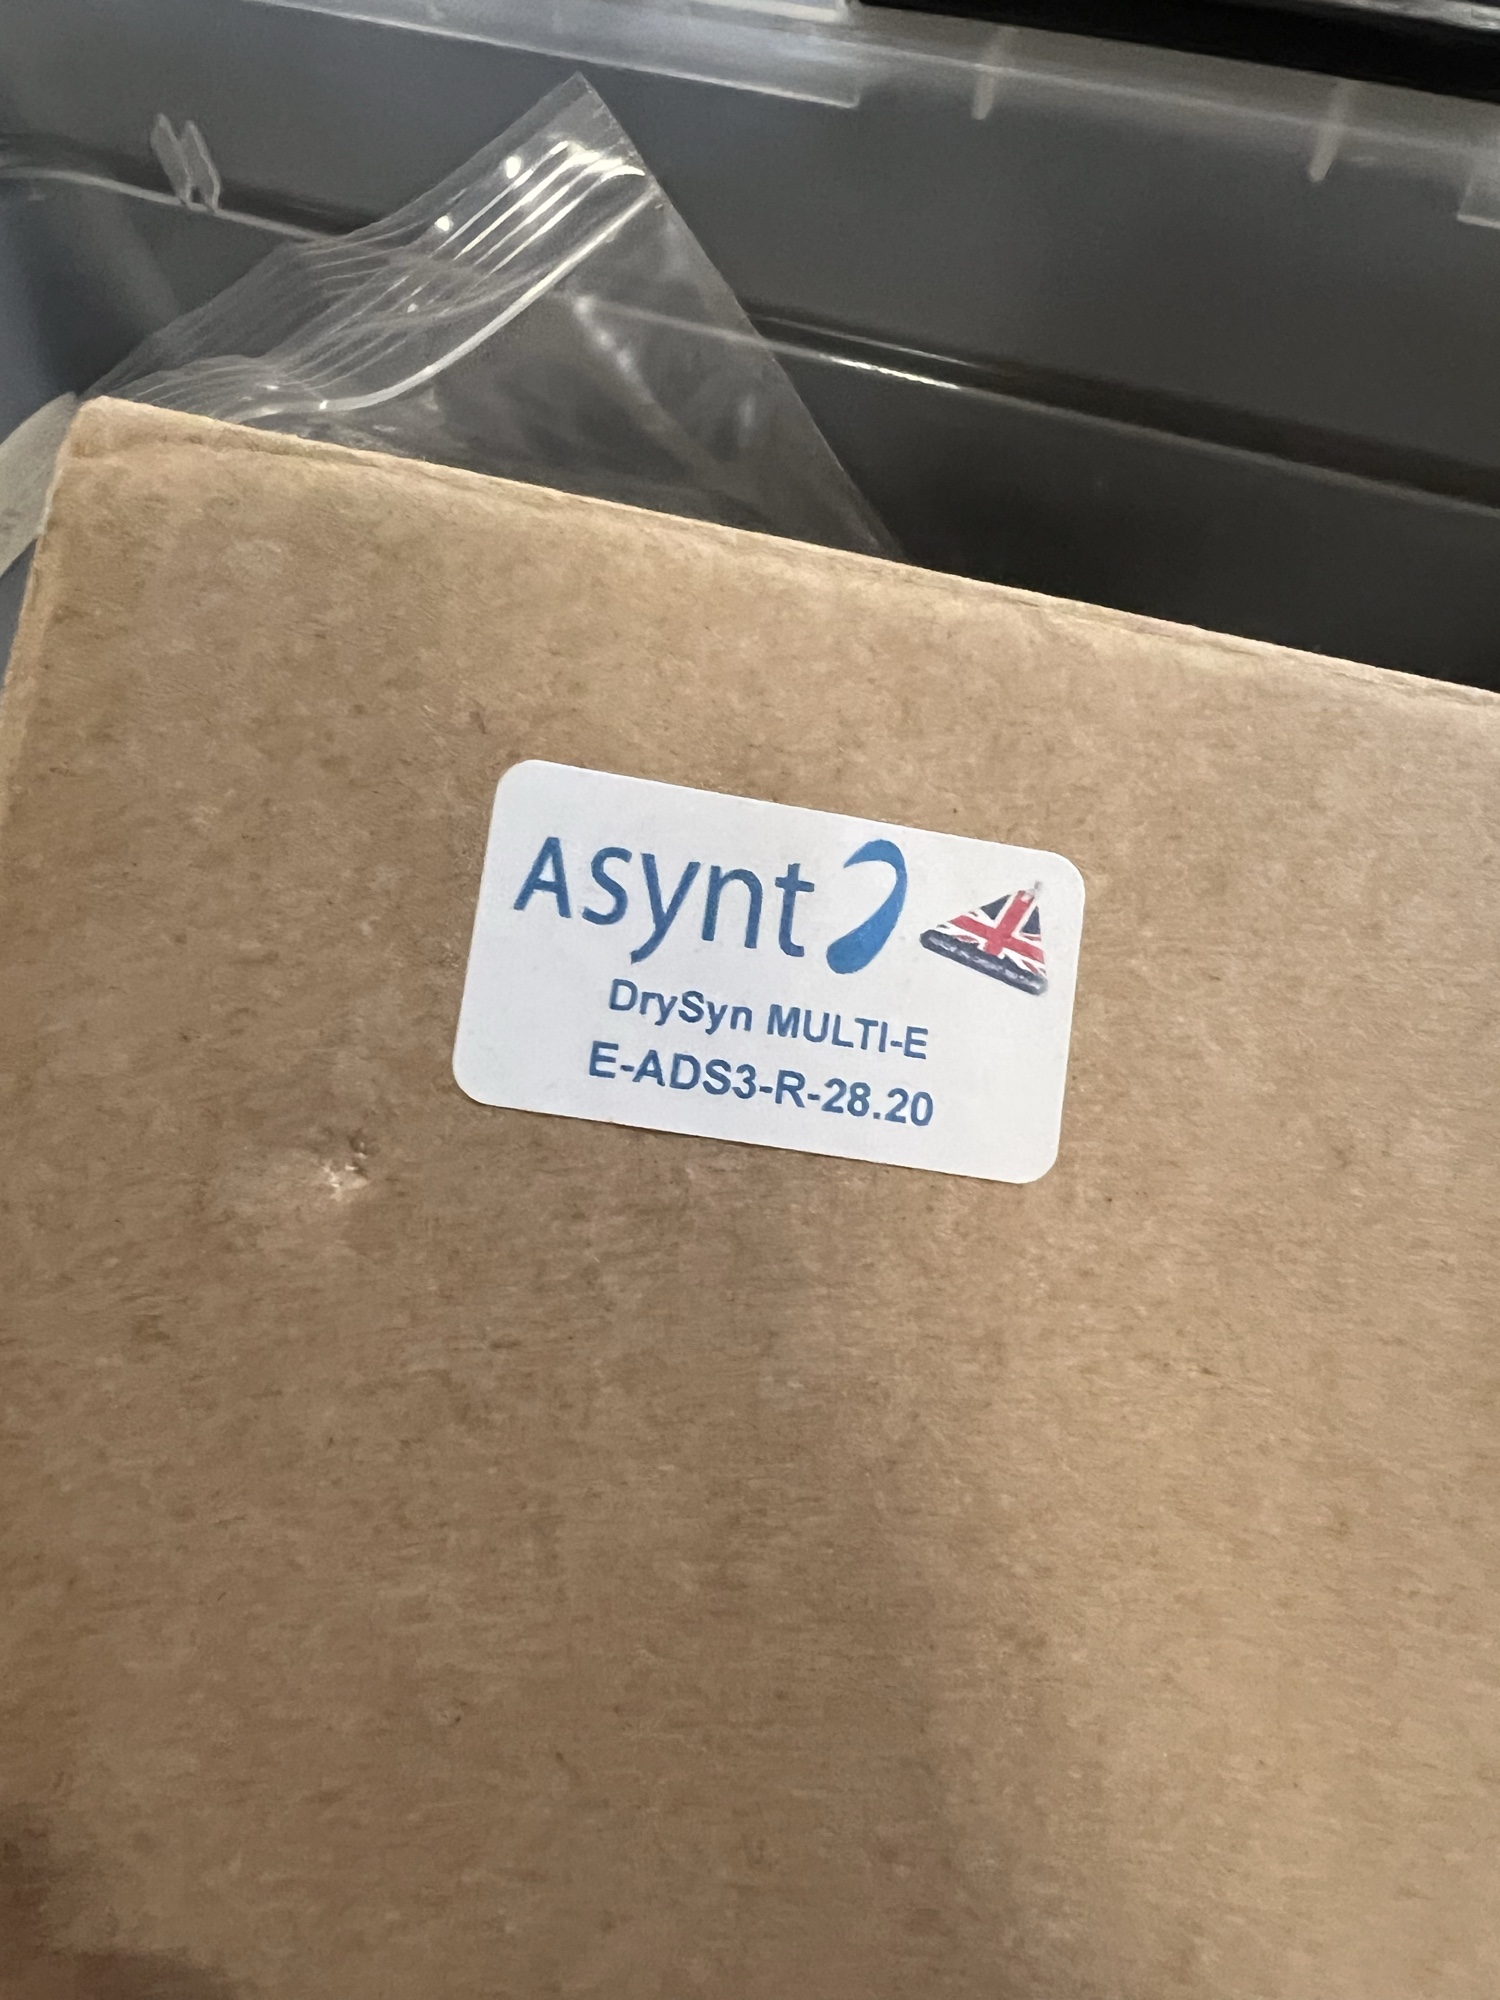 Asynt
DrySyn MULTI-E
E-ADS3-R-28.20